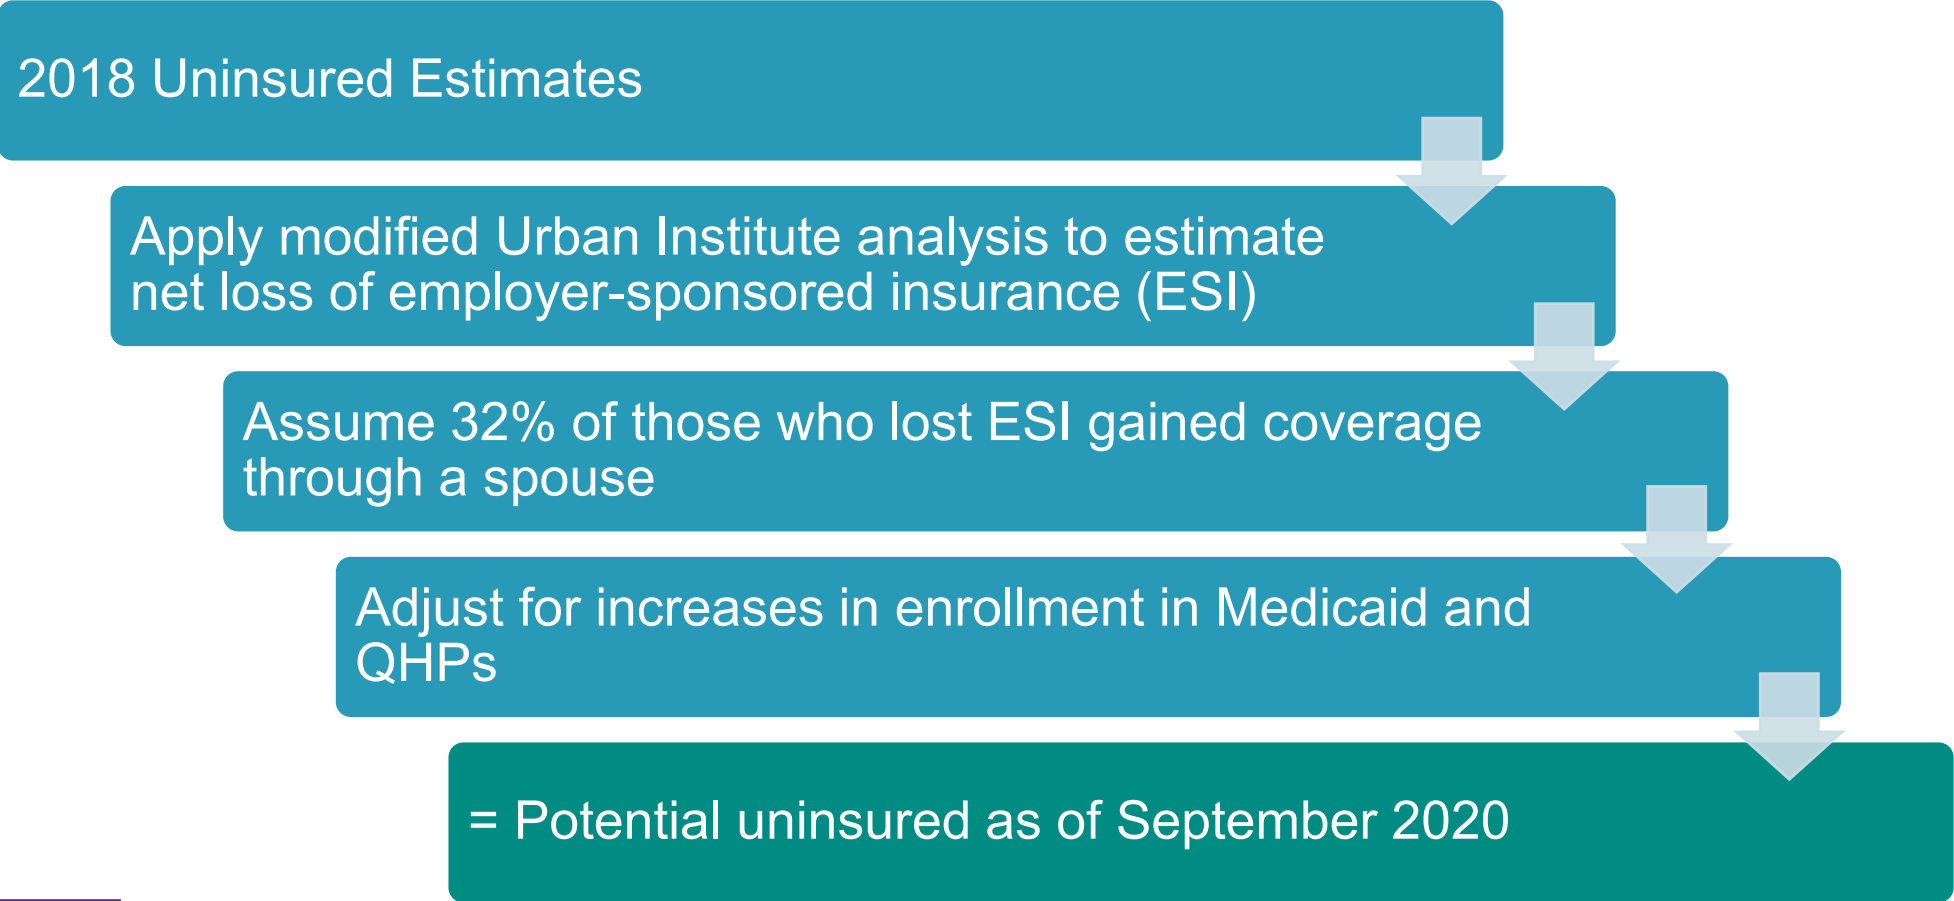 2018 Uninsured Estimates
Apply modified Urban Institute analysis to estimate
net loss of employer-sponsored insurance (ESI)
Assume 32% of those who lost ESI gained coverage
through a spouse
Adjust for increases in enrollment in Medicaid and
QHPs
= Potential uninsured as of September 2020